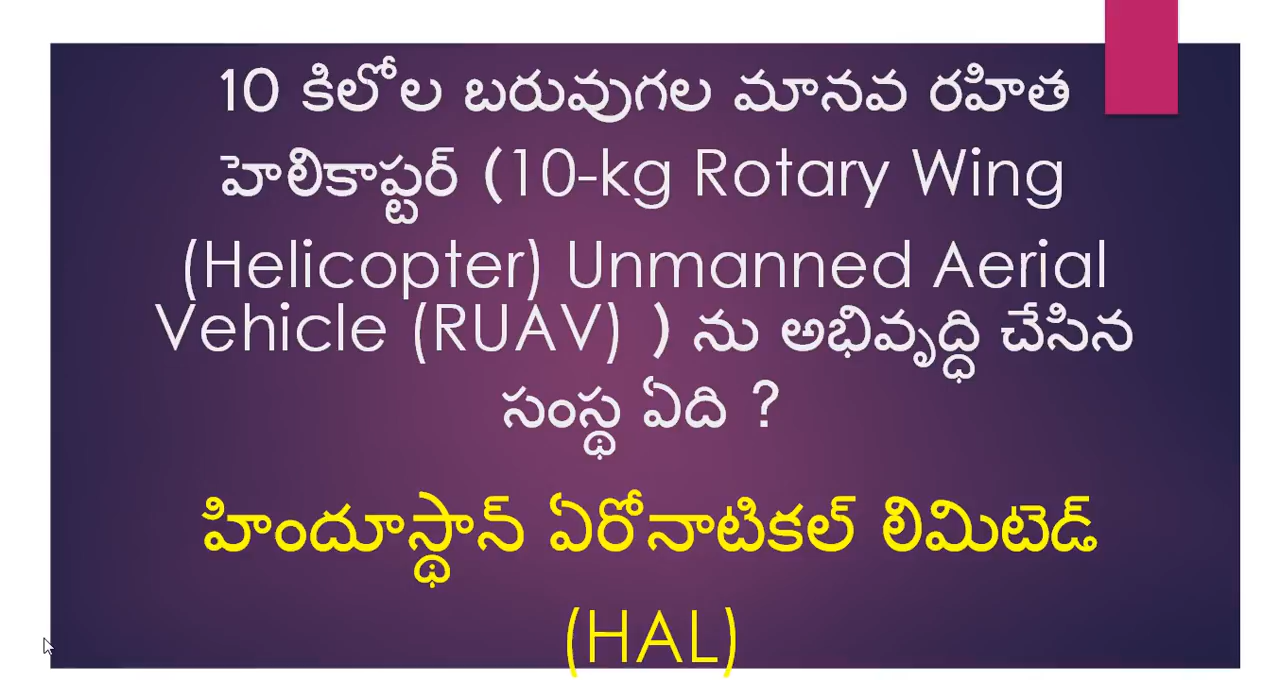 10 కిలోల బరువుగల మానవ రహిత
హెలికాప్టర్ (10-kg Rotary Wing
(Helicopter) Unmanned Aerial
Vehicle (RUAV) ) ను అభివృద్ధి చేసిన
సంస్థ ఏది ?
హిందూస్థాన్ ఏరోనాటికల్ లిమిటెడ్
(HAL)